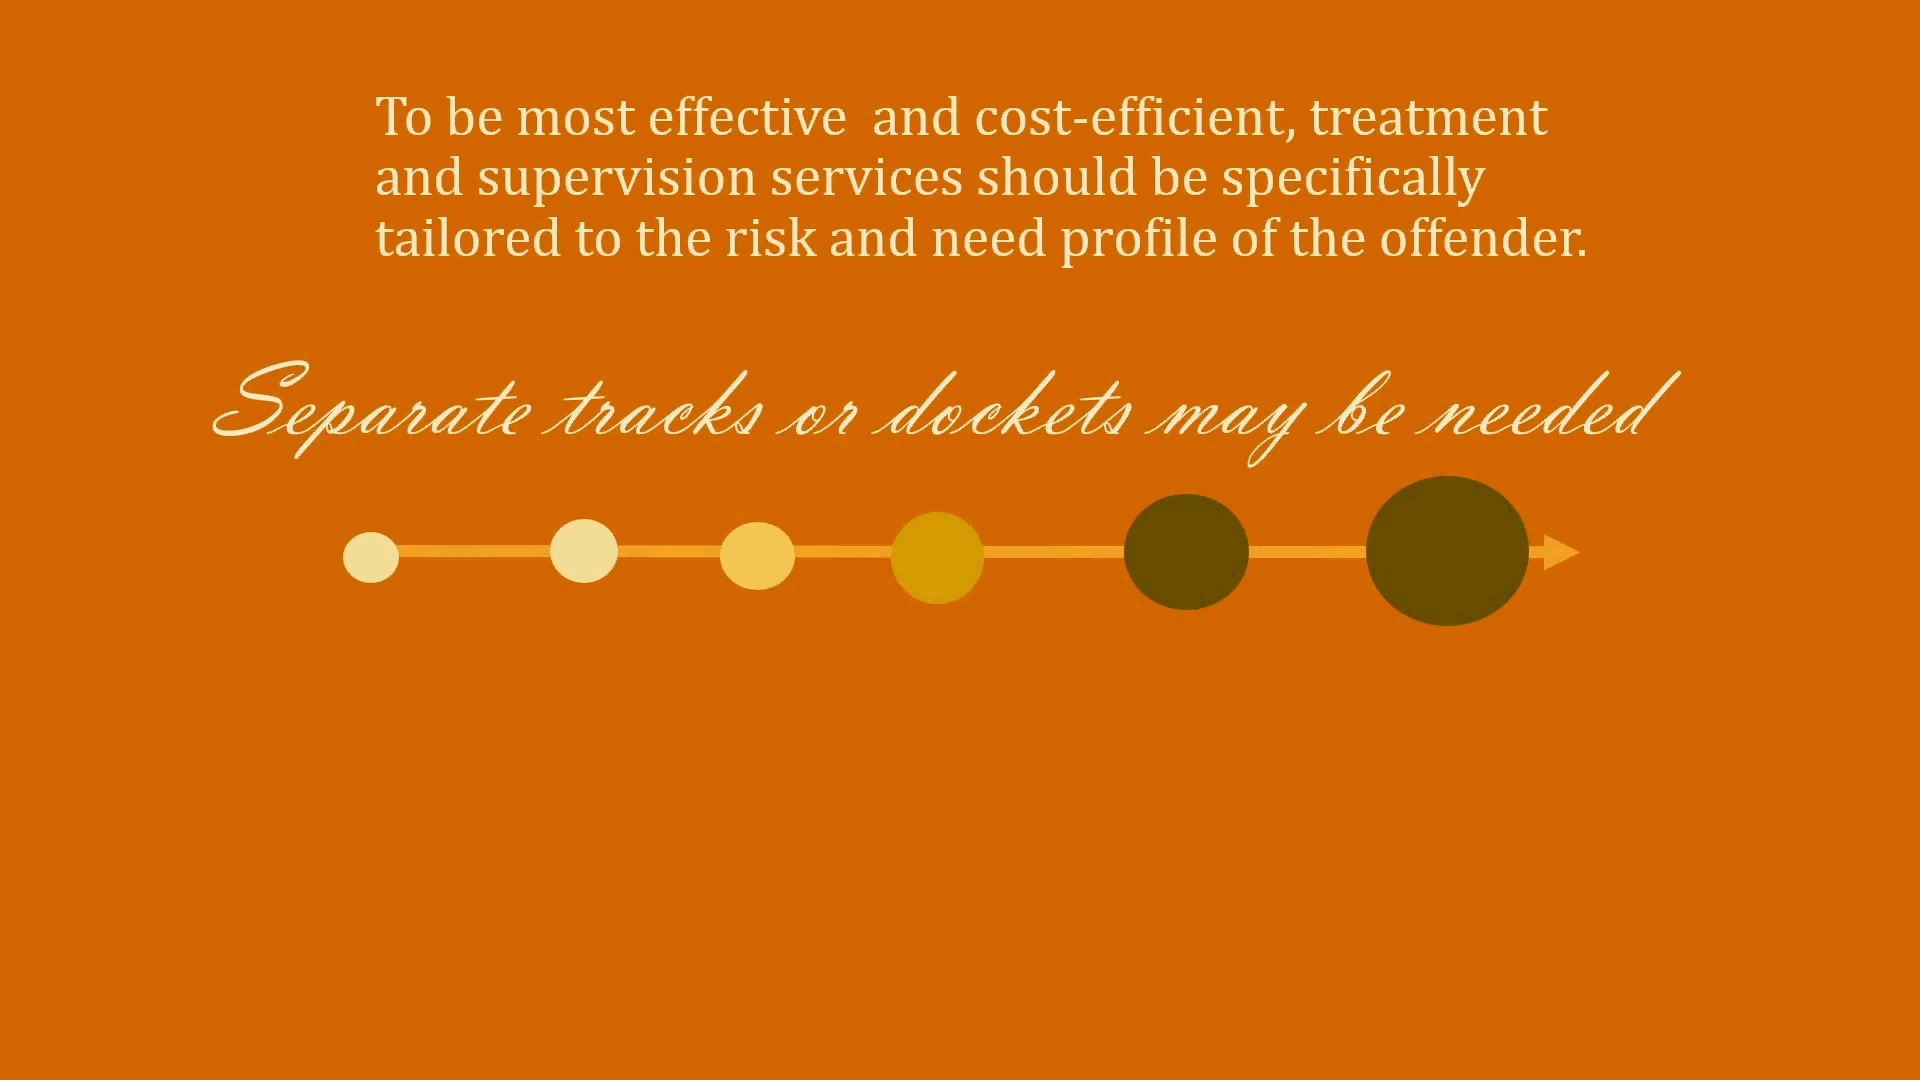 To be most effective  and cost-efficient, treatment
and supervision services should be specifically
tailored to the risk and need profile of the offender.
Separate tracks or dockets may be needed